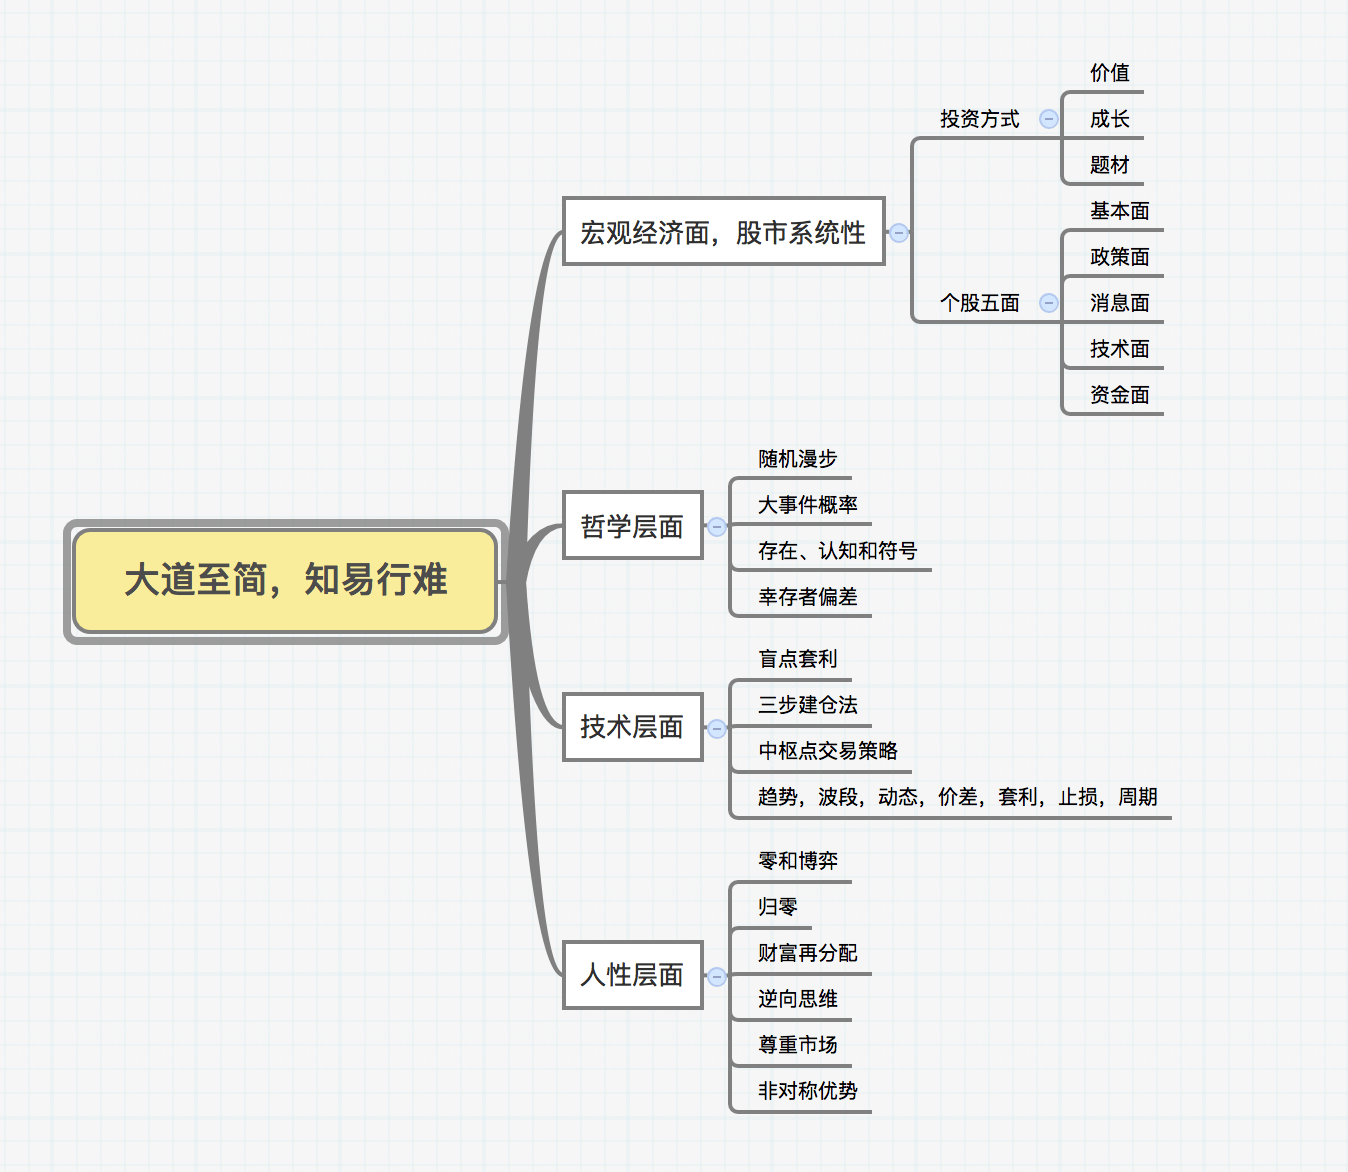 大道至简，知易行难
宏观经济面，股市系统性
投资方式
价值
成长
题材
个股五面
基本面
政策面
消息面
技术面
资金面
哲学层面
随机漫步
大事件概率
存在、认知和符号
幸存者偏差
技术层面
盲点套利
三步建仓法
中枢点交易策略
趋势，波段，动态，价差，套利，止损，周期
人性层面
零和博弈
归零
财富再分配
逆向思维
尊重市场
非对称优势